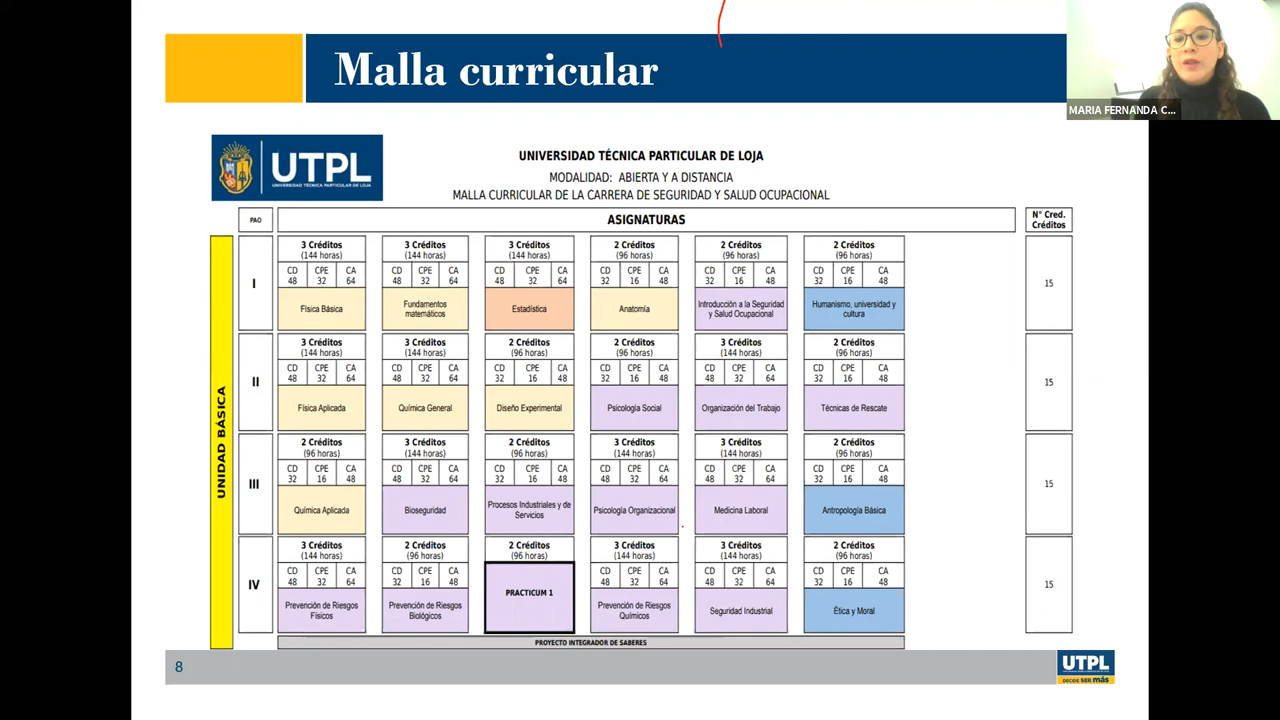 Malla curricular
MARIA FERNANDA C...
UTPL
UNIVERSIDAD TÉCNICA PARTICULAR DE LOJA
UNIVERSIDAD TÉCNICA PARTICULAR DE LOJA
MODALIDAD: ABIERTA Y A DISTANCIA
MALLA CURRICULAR DE LA CARRERA DE SEGURIDAD Y SALUD OCUPACIONAL
PAO
ASIGNATURAS
N° Cred.
Créditos
UNIDAD BÁSICA
I
3 Créditos 3 Créditos 3 Créditos 2 Créditos 2 Créditos 2 Créditos
(144 horas) (144 horas) (144 horas) (96 horas) (96 horas) (96 horas)
CD CPE CA CD CPE CA CD CPE CA CD CPE CA CD CPE CA CD CPE CA
48 32 64 48 32 64 48 32 64 32 16 48 32 16 48 32 16 48
Física Básica
Fundamentos
matemáticos
Estadística
Anatomía
Introducción a la Seguridad
y Salud Ocupacional
Humanismo, universidad y
cultura
15
II
3 Créditos 3 Créditos 2 Créditos 2 Créditos 3 Créditos 2 Créditos
(144 horas) (144 horas) (96 horas) (96 horas) (144 horas) (96 horas)
CD CPE CA CD CPE CA CD CPE CA CD CPE CA CD CPE CA CD CPE CA
48 32 64 48 32 64 32 16 48 32 16 48 48 32 64 32 16 48
Física Aplicada
Química General
Diseño Experimental
Psicología Social
Organización del Trabajo
Técnicas de Rescate
15
III
2 Créditos 3 Créditos 2 Créditos 3 Créditos 3 Créditos 2 Créditos
(96 horas) (144 horas) (96 horas) (144 horas) (144 horas) (96 horas)
CD CPE CA CD CPE CA CD CPE CA CD CPE CA CD CPE CA CD CPE CA
32 16 48 48 32 64 32 16 48 48 32 64 48 32 64 32 16 48
Química Aplicada
Bioseguridad
Procesos Industriales y de
Servicios
Psicología Organizacional
Medicina Laboral
Antropología Básica
15
IV
3 Créditos 2 Créditos 2 Créditos 3 Créditos 3 Créditos 2 Créditos
(144 horas) (96 horas) (96 horas) (144 horas) (144 horas) (96 horas)
CD CPE CA CD CPE CA CD CPE CA CD CPE CA CD CPE CA
48 32 64 32 16 48 48 32 64 48 32 64 32 16 48
Prevención de Riesgos
Físicos
Prevención de Riesgos
Biológicos
PRACTICUM 1
Prevención de Riesgos
Químicos
Seguridad Industrial
Ética y Moral
15
PROYECTO INTEGRADOR DE SABERES
8
UTPL
DECIDE SER más